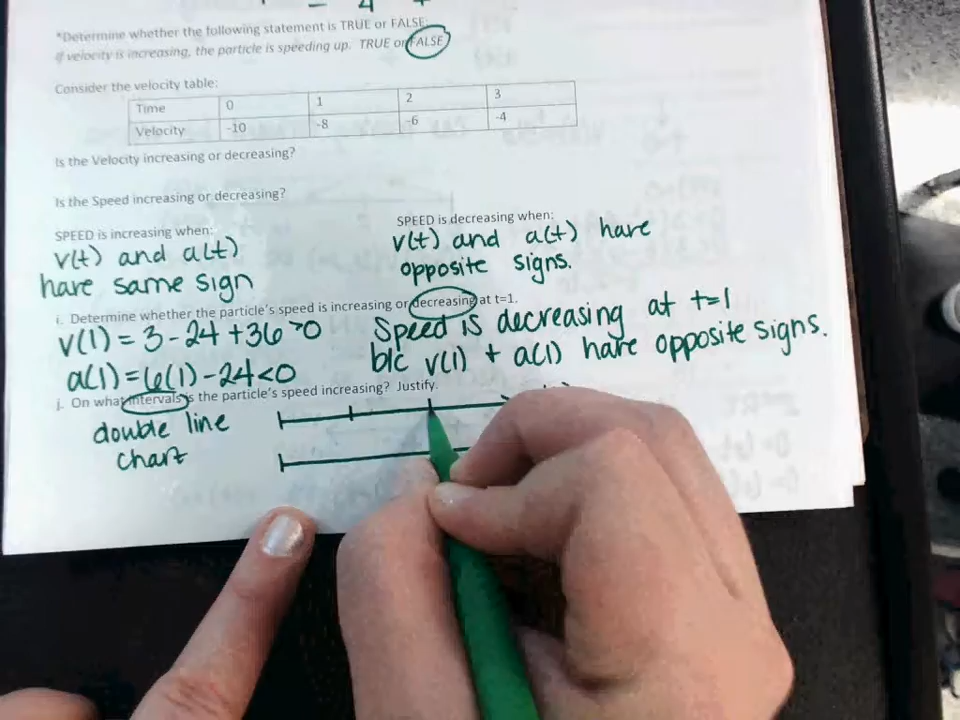 *Determine whether the following statement is TRUE or FALSE:
If velocity is increasing, the particle is speeding up. TRUE or FALSE
Consider the velocity table:
Time 0 1 2 3
Velocity -10 -8 -6 -4
Is the Velocity increasing or decreasing?
Is the Speed increasing or decreasing?
SPEED is increasing when:
v(t) and a(t)
have same sign
SPEED is decreasing when:
v(t) and a(t) have
opposite signs.
i. Determine whether the particle's speed is increasing or decreasing at t=1.
v(1) = 3 - 24 + 36 > 0
a(1) = 6(1) - 24 < 0
Speed is decreasing at t=1
b/c v(1) + a(1) have opposite signs.
j. On what intervals is the particle's speed increasing? Justify.
double line
chart